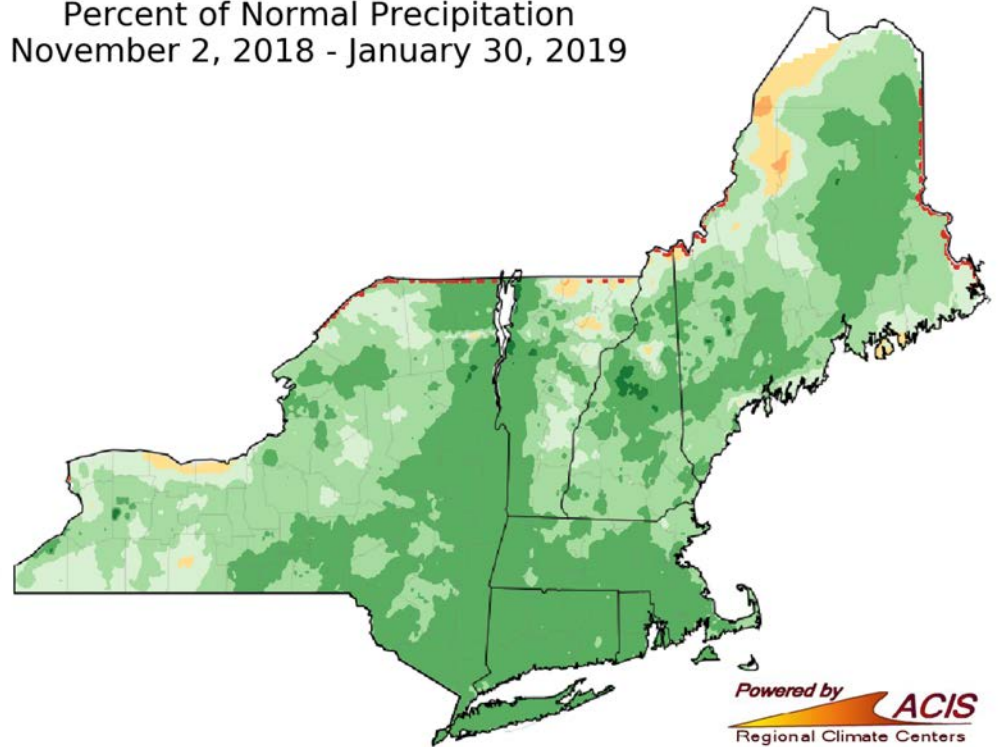 Percent of Normal Precipitation
November 2, 2018 - January 30, 2019
Powered by
ACIS
Regional Climate Centers